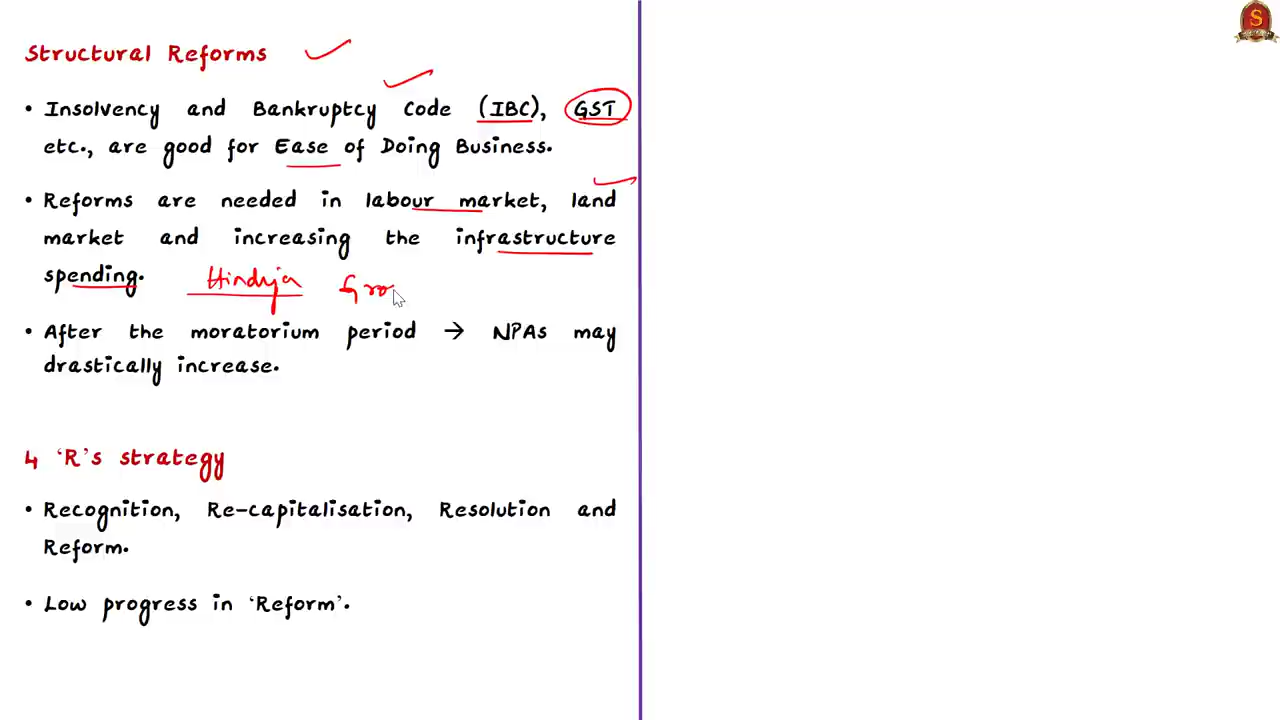 Structural Reforms
• Insolvency and Bankruptcy Code (IBC), GST
etc., are good for Ease of Doing Business.
• Reforms are needed in labour market, land
market and increasing the infrastructure
spending. Hinduja Gro
• After the moratorium period → NPAs may
drastically increase.
4 ‘R’s strategy
• Recognition, Re-capitalisation, Resolution and
Reform.
• Low progress in ‘Reform’.
S